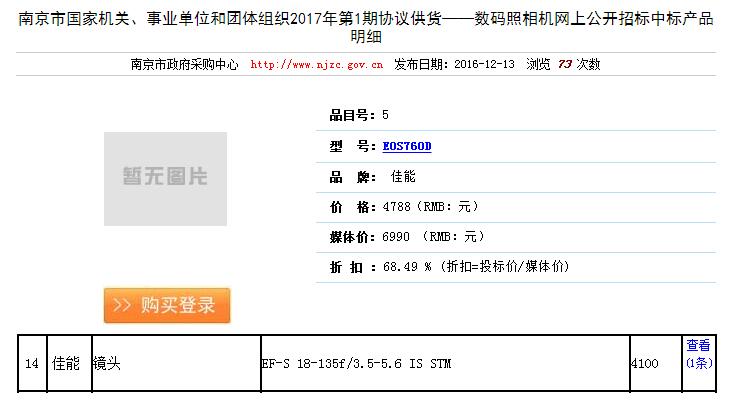 南京市国家机关、事业单位和团体组织2017年第1期协议供货——数码照相机网上公开招标中标产品
明细
南京市政府采购中心 http://www.njzc.gov.cn 发布日期：2016-12-13 浏览 73 次数
品目号：5
型 号：EOS760D
暂无图片
品 牌： 佳能
价 格：4788（RMB：元）
媒体价：6990 （RMB：元）
折 扣 ：68.49 %（折扣=投标价/媒体价）
>> 购买登录
14 佳能 镜头 EF-S 18-135f/3.5-5.6 IS STM 4100 查看
(1条)